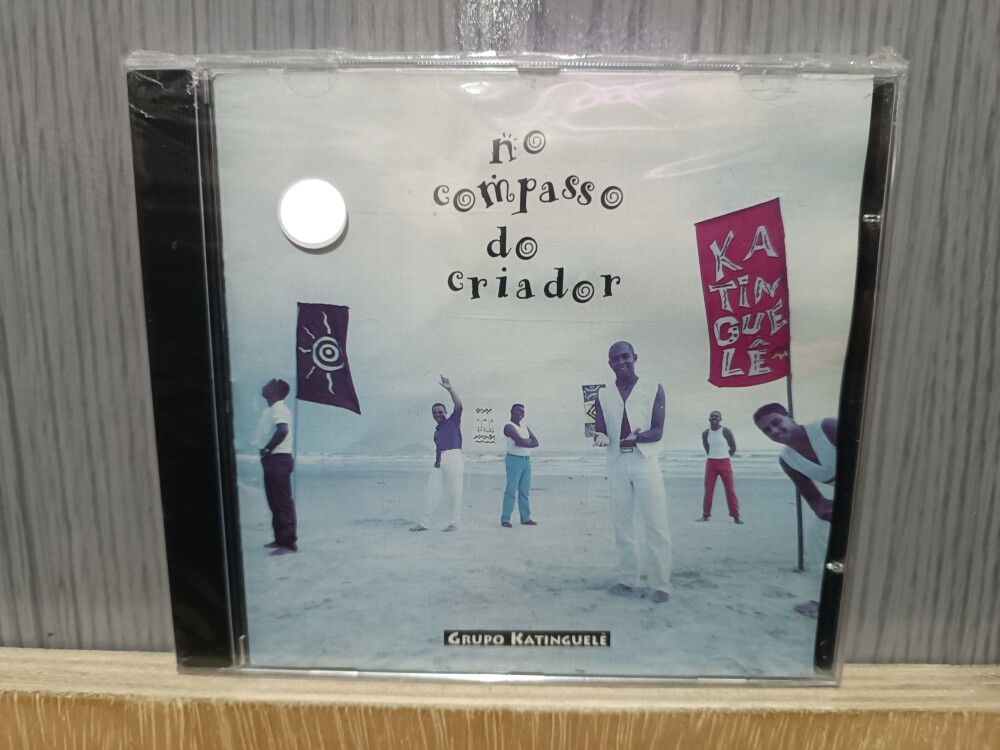 no
compasso
do
criador
KA
TiN
GUE
LÊ
GRUPO KATINGUELÊ